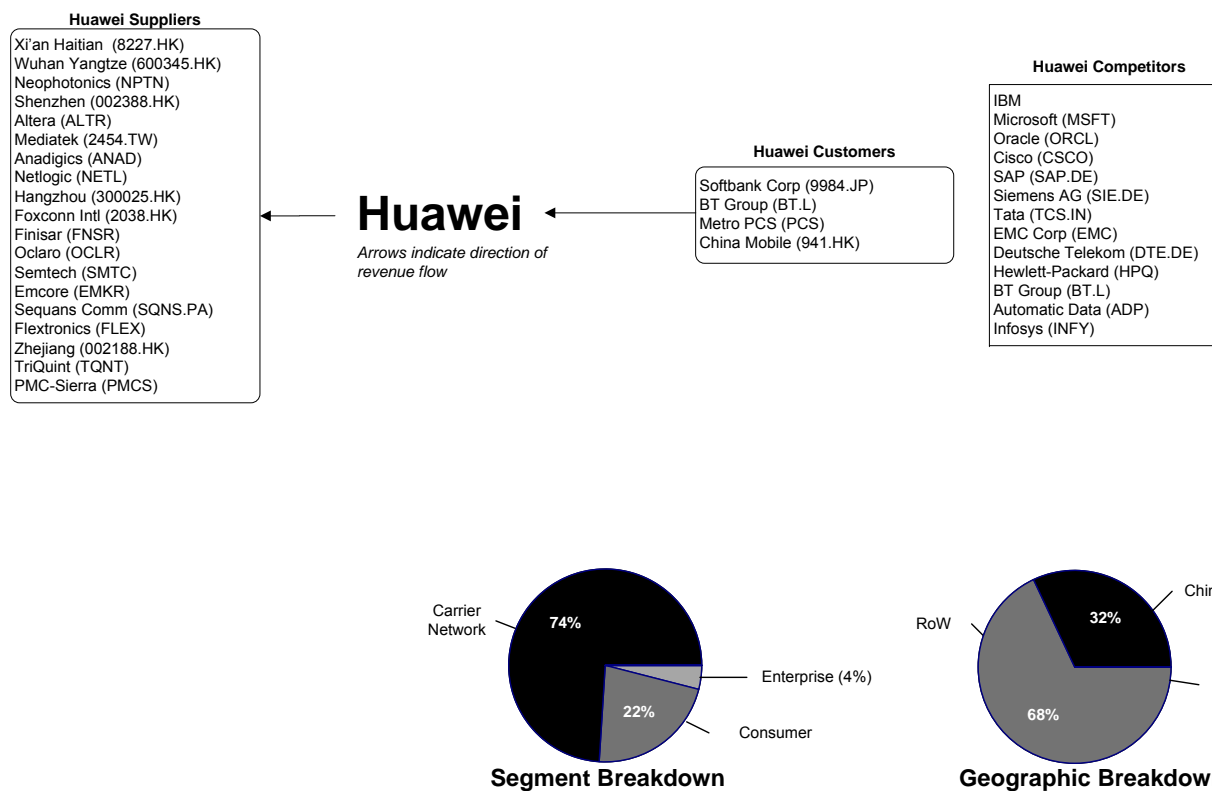 Huawei Suppliers
Xi'an Haitian (8227.HK)
Wuhan Yangtze (600345.HK)
Neophotonics (NPTN)
Shenzhen (002388.HK)
Altera (ALTR)
Mediatek (2454.TW)
Anadigics (ANAD)
Netlogic (NETL)
Hangzhou (300025.HK)
Foxconn Intl (2038.HK)
Finisar (FNSR)
Oclaro (OCLR)
Semtech (SMTC)
Emcore (EMKR)
Sequans Comm (SQNS.PA)
Flextronics (FLEX)
Zhejiang (002188.HK)
TriQuint (TQNT)
PMC-Sierra (PMCS)
Huawei
Arrows indicate direction of
revenue flow
Huawei Customers
Softbank Corp (9984.JP)
BT Group (BT.L)
Metro PCS (PCS)
China Mobile (941.HK)
Huawei Competitors
IBM
Microsoft (MSFT)
Oracle (ORCL)
Cisco (CSCO)
SAP (SAP.DE)
Siemens AG (SIE.DE)
Tata (TCS.IN)
EMC Corp (EMC)
Deutsche Telekom (DTE.DE)
Hewlett-Packard (HPQ)
BT Group (BT.L)
Automatic Data (ADP)
Infosys (INFY)
Carrier
Network
74%
Enterprise (4%)
22%
Consumer
Segment Breakdown
RoW
32%
Chin
68%
Geographic Breakdow